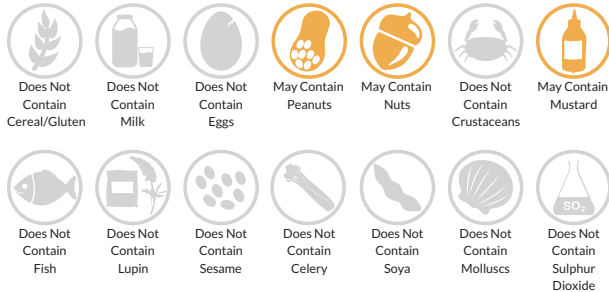 Does Not
Contain
Cereal/Gluten
Does Not
Contain
Milk
Does Not
Contain
Eggs
May Contain
Peanuts
May Contain
Nuts
Does Not
Contain
Crustaceans
May Contain
Mustard
Does Not
Contain
Fish
Does Not
Contain
Lupin
Does Not
Contain
Sesame
Does Not
Contain
Celery
Does Not
Contain
Soya
Does Not
Contain
Molluscs
SO₂
Does Not
Contain
Sulphur
Dioxide